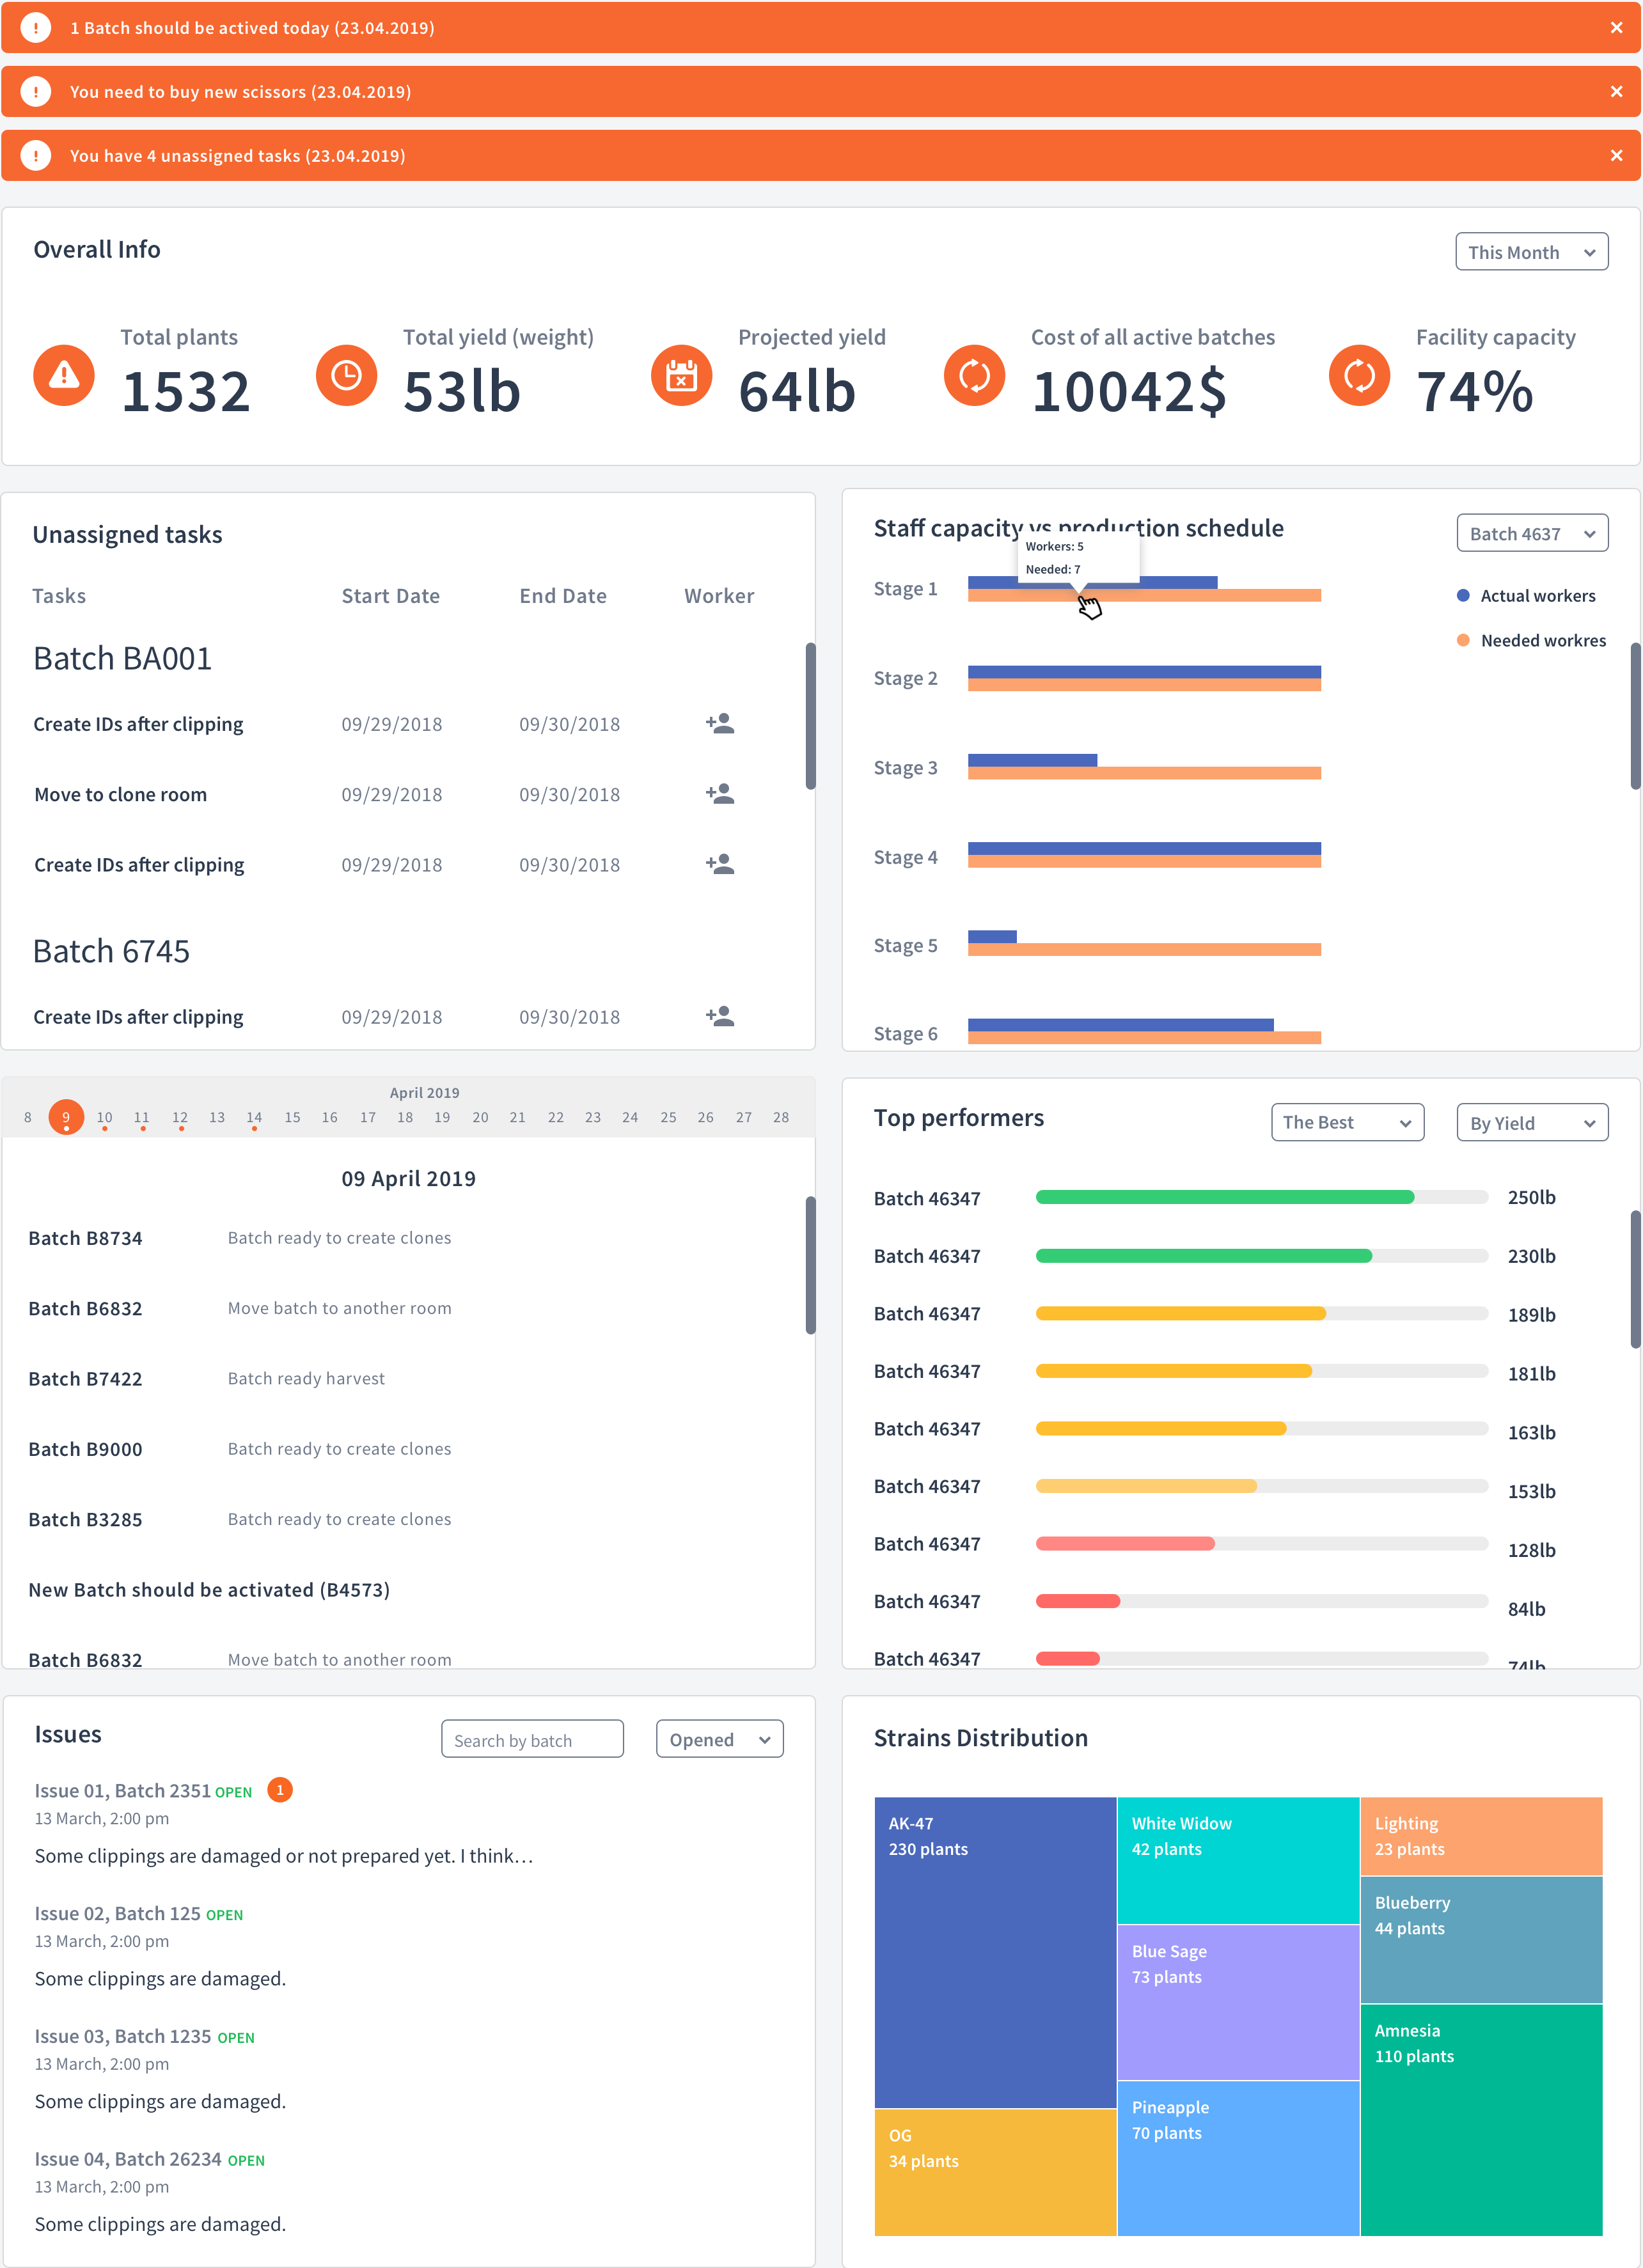 1 Batch should be actived today (23.04.2019)
You need to buy new scissors (23.04.2019)
You have 4 unassigned tasks (23.04.2019)
Overall Info
This Month
Total plants
1532
Total yield (weight)
53lb
Projected yield
64lb
Cost of all active batches
10042$
Facility capacity
74%
Unassigned tasks
Tasks Start Date End Date Worker
Batch BA001
Create IDs after clipping 09/29/2018 09/30/2018
Move to clone room 09/29/2018 09/30/2018
Create IDs after clipping 09/29/2018 09/30/2018
Batch 6745
Create IDs after clipping 09/29/2018 09/30/2018
Staff capacity vs production schedule
Batch 4637
Workers: 5
Needed: 7
Actual workers
Needed workres
Stage 1
Stage 2
Stage 3
Stage 4
Stage 5
Stage 6
April 2019
8 9 10 11 12 13 14 15 16 17 18 19 20 21 22 23 24 25 26 27 28
09 April 2019
Batch B8734 Batch ready to create clones
Batch B6832 Move batch to another room
Batch B7422 Batch ready harvest
Batch B9000 Batch ready to create clones
Batch B3285 Batch ready to create clones
New Batch should be activated (B4573)
Batch B6832 Move batch to another room
Top performers
The Best
By Yield
Batch 46347 250lb
Batch 46347 230lb
Batch 46347 189lb
Batch 46347 181lb
Batch 46347 163lb
Batch 46347 153lb
Batch 46347 128lb
Batch 46347 84lb
Batch 46347 74lb
Issues
Search by batch
Opened
Issue 01, Batch 2351 OPEN 1
13 March, 2:00 pm
Some clippings are damaged or not prepared yet. I think...
Issue 02, Batch 125 OPEN
13 March, 2:00 pm
Some clippings are damaged.
Issue 03, Batch 1235 OPEN
13 March, 2:00 pm
Some clippings are damaged.
Issue 04, Batch 26234 OPEN
13 March, 2:00 pm
Some clippings are damaged.
Strains Distribution
AK-47
230 plants
OG
34 plants
White Widow
42 plants
Blue Sage
73 plants
Pineapple
70 plants
Lighting
23 plants
Blueberry
44 plants
Amnesia
110 plants